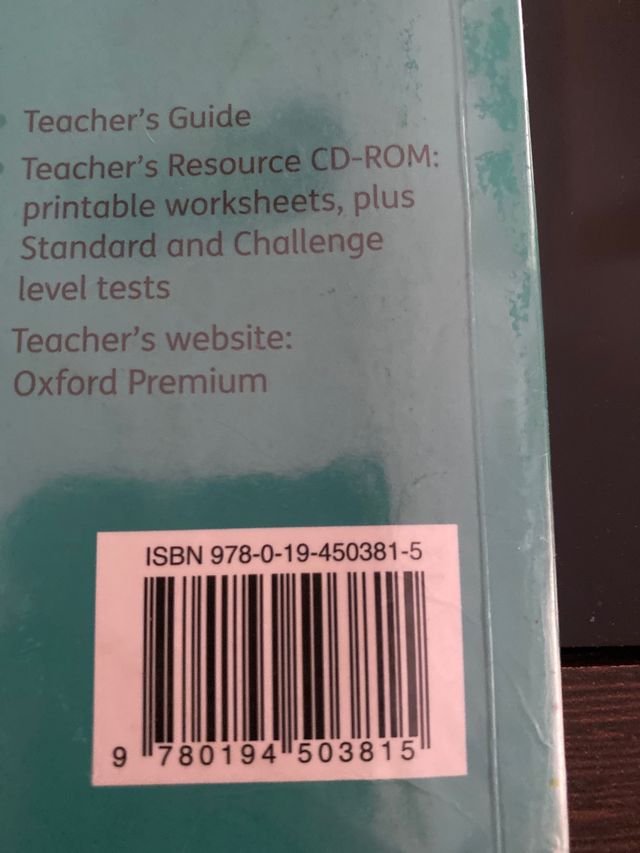 Teacher's Guide
Teacher's Resource CD-ROM:
printable worksheets, plus
Standard and Challenge
level tests
Teacher's website:
Oxford Premium
ISBN 978-0-19-450381-5
9 780194 503815